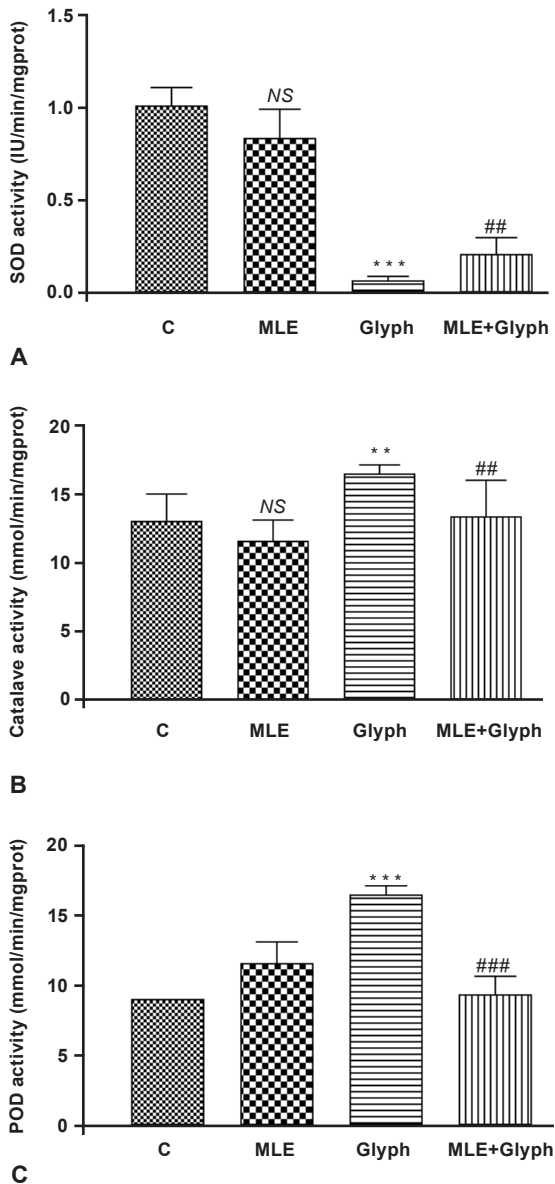 SOD activity (IU/min/mgprot)
1.5
1.0
0.5
0.0
NS
* * *
##
C MLE Glyph MLE+Glyph
A
Catalave activity (mmol/min/mgprot)
20
15
10
5
0
NS
* *
##
C MLE Glyph MLE+Glyph
B
POD activity (mmol/min/mgprot)
20
15
10
5
0
* * *
###
C MLE Glyph MLE+Glyph
C